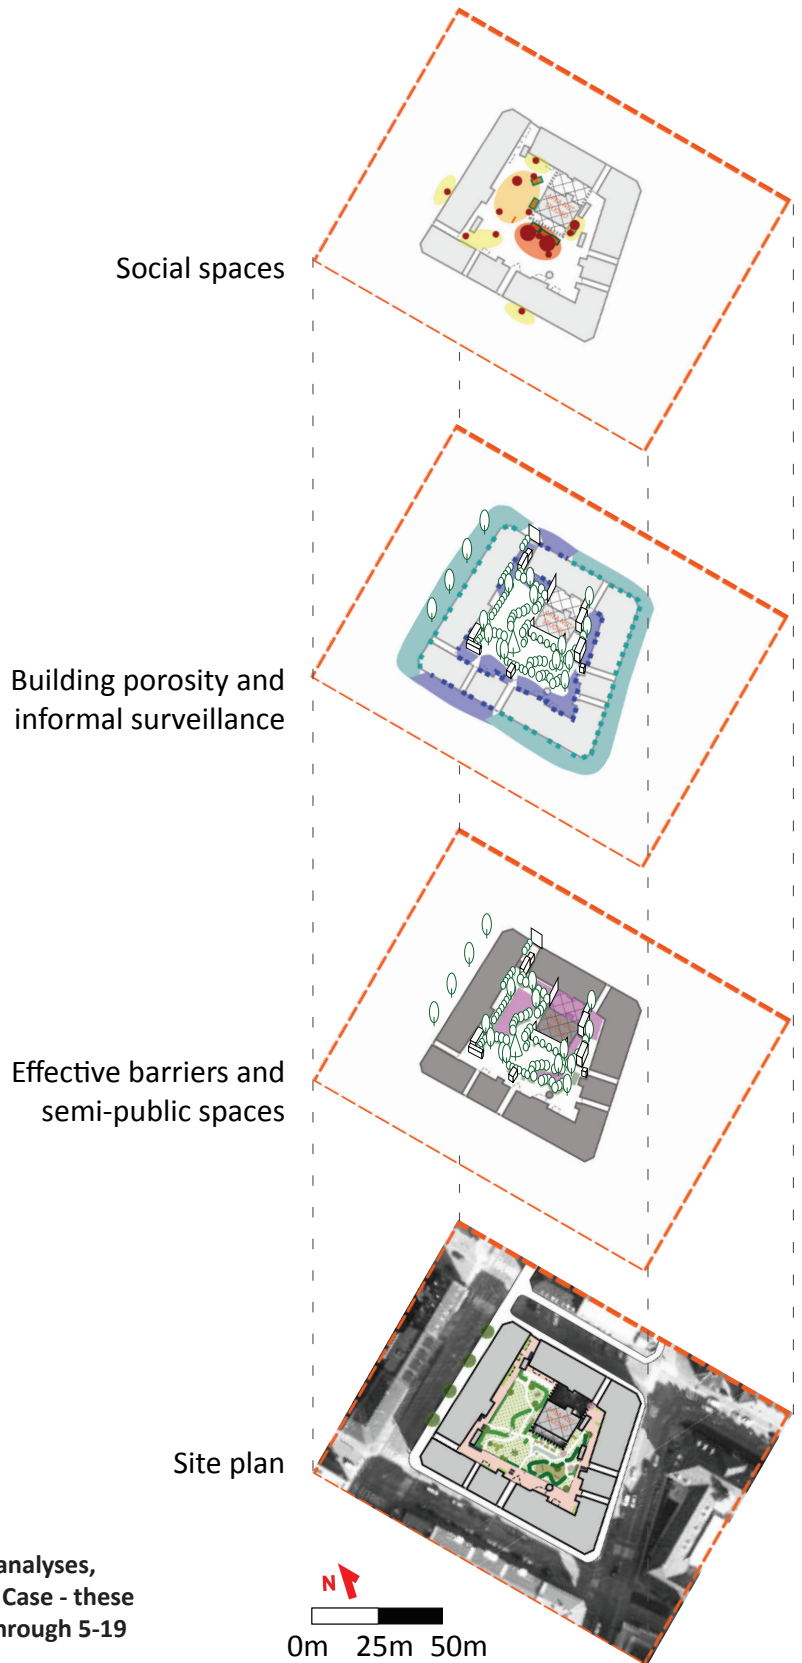 Social spaces
Building porosity and
informal surveillance
Effective barriers and
semi-public spaces
Site plan
analyses,
Case - these
hrough 5-19
N
0m 25m 50m